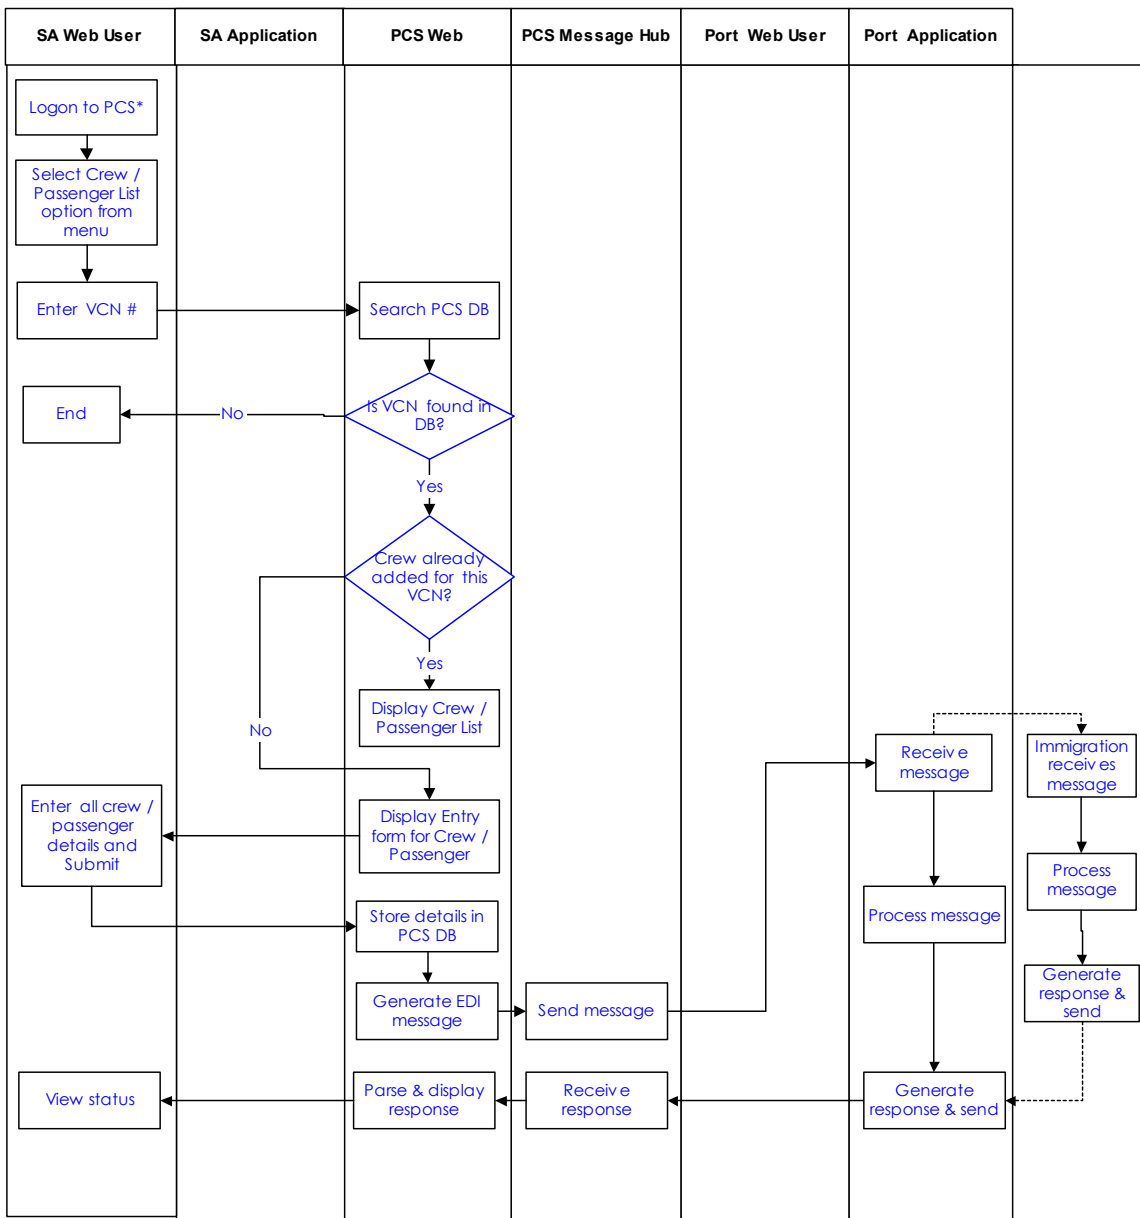 SA Web User
SA Application
PCS Web
PCS Message Hub
Port Web User
Port Application
Logon to PCS*
Select Crew /
Passenger List
option from
menu
Enter VCN #
Search PCS DB
Is VCN found in
DB?
No
End
Yes
Crew already
added for this
VCN?
Yes
No
Display Crew /
Passenger List
Receive
message
Immigration
receives
message
Enter all crew /
passenger
details and
Submit
Display Entry
form for Crew /
Passenger
Process
message
Store details in
PCS DB
Process message
Generate EDI
message
Send message
Generate
response &
send
View status
Parse & display
response
Receive
response
Generate
response & send